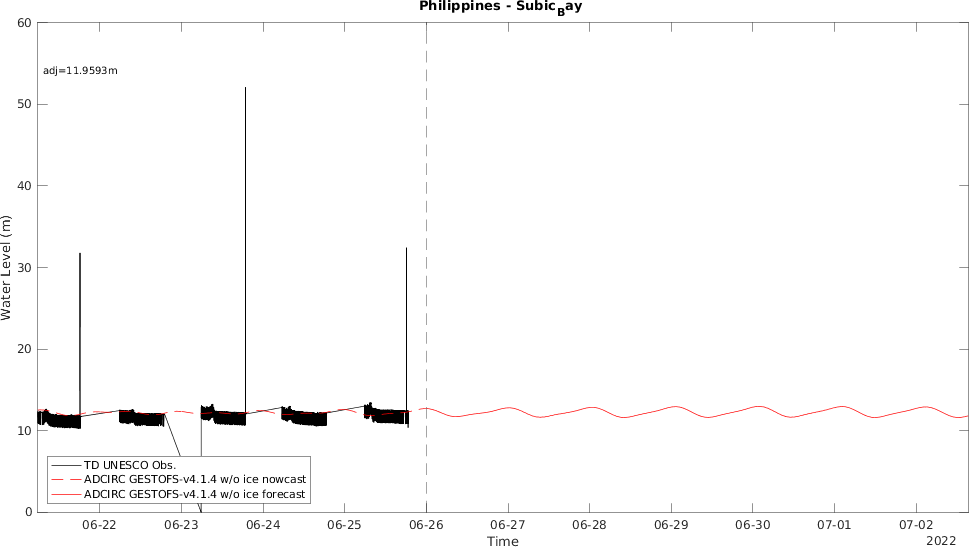 Philippines - Subic_Bay
adj=11.9593m
Water Level (m)
60
50
40
30
20
10
0
TD UNESCO Obs.
ADCIRC GESTOFS-v4.1.4 w/o ice nowcast
ADCIRC GESTOFS-v4.1.4 w/o ice forecast
06-22 06-23 06-24 06-25 06-26 06-27 06-28 06-29 06-30 07-01 07-02
Time
2022